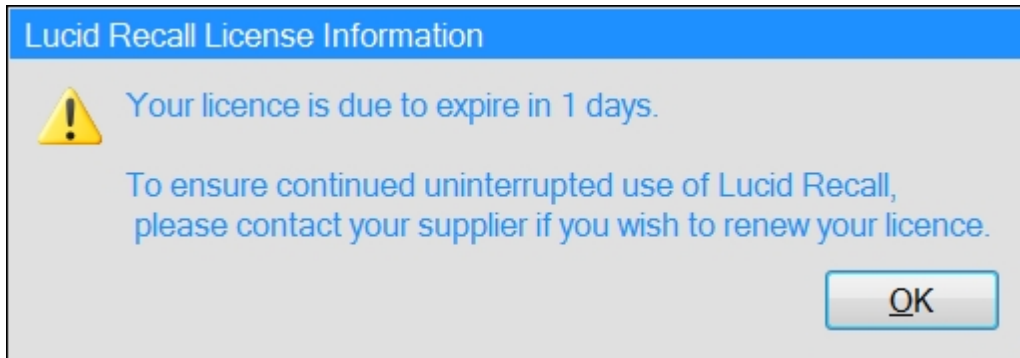 Lucid Recall License Information
Your licence is due to expire in 1 days.
To ensure continued uninterrupted use of Lucid Recall,
please contact your supplier if you wish to renew your licence.
OK